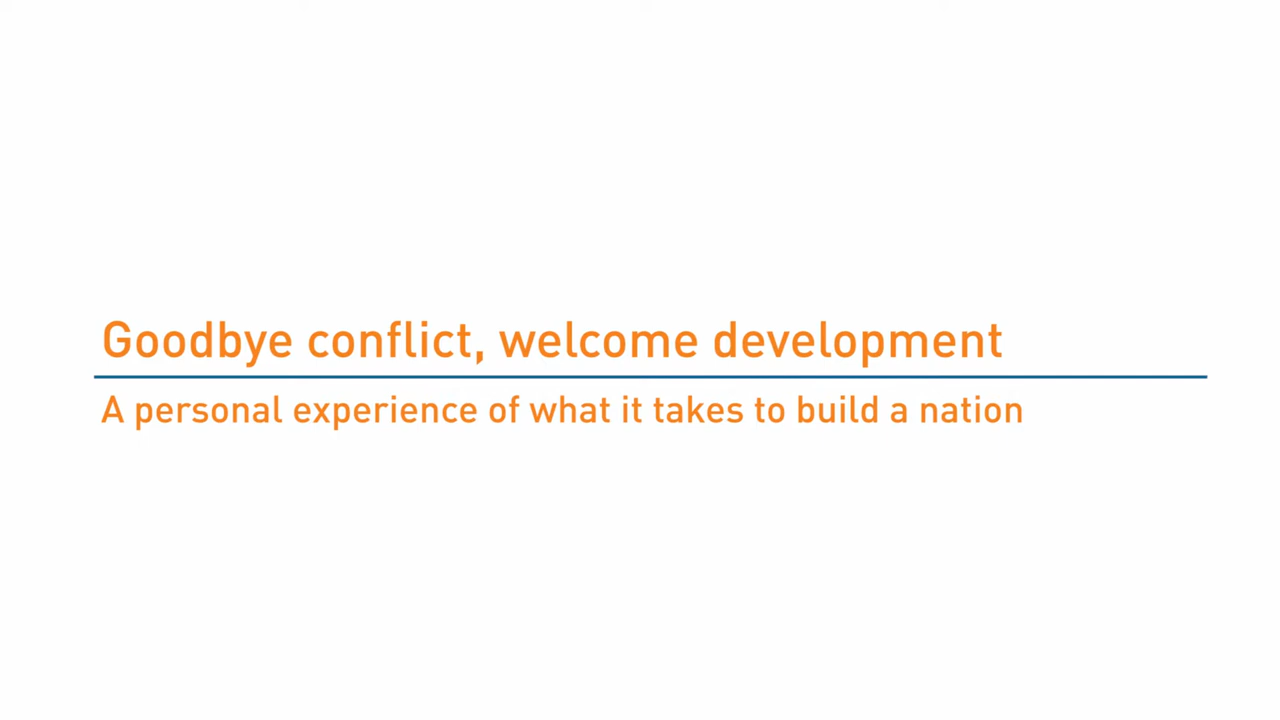 Goodbye conflict, welcome development
A personal experience of what it takes to build a nation